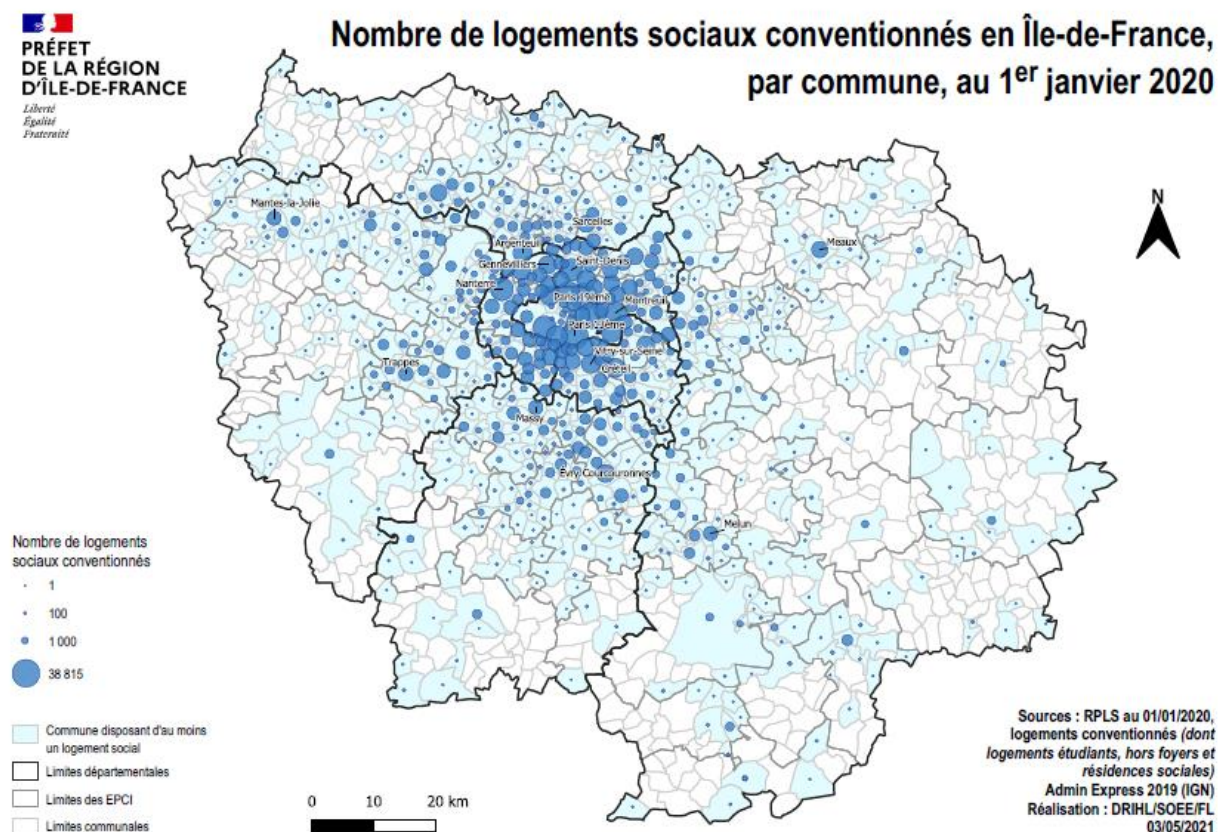 PRÉFET
DE LA RÉGION
D'ÎLE-DE-FRANCE
Liberté
Égalité
Fraternité
Nombre de logements sociaux conventionnés en Île-de-France,
par commune, au 1er janvier 2020
N
Mantes-la-Jolie
Sarcelles
Argenteuil
Meaux
Gennevilliers
Saint-Denis
Nanterre
Paris 19ème
Montreuil
Paris 13ème
Vitry-sur-Seine
Trappes
Créteil
Massy
Évry-Courcouronnes
Melun
Nombre de logements
sociaux conventionnés
1
100
1 000
38 815
Commune disposant d'au moins
un logement social
Limites départementales
Limites des EPCI
Limites communales
0 10 20 km
Sources : RPLS au 01/01/2020,
logements conventionnés (dont
logements étudiants, hors foyers et
résidences sociales)
Admin Express 2019 (IGN)
Réalisation : DRIHL/SOEE/FL
03/05/2021